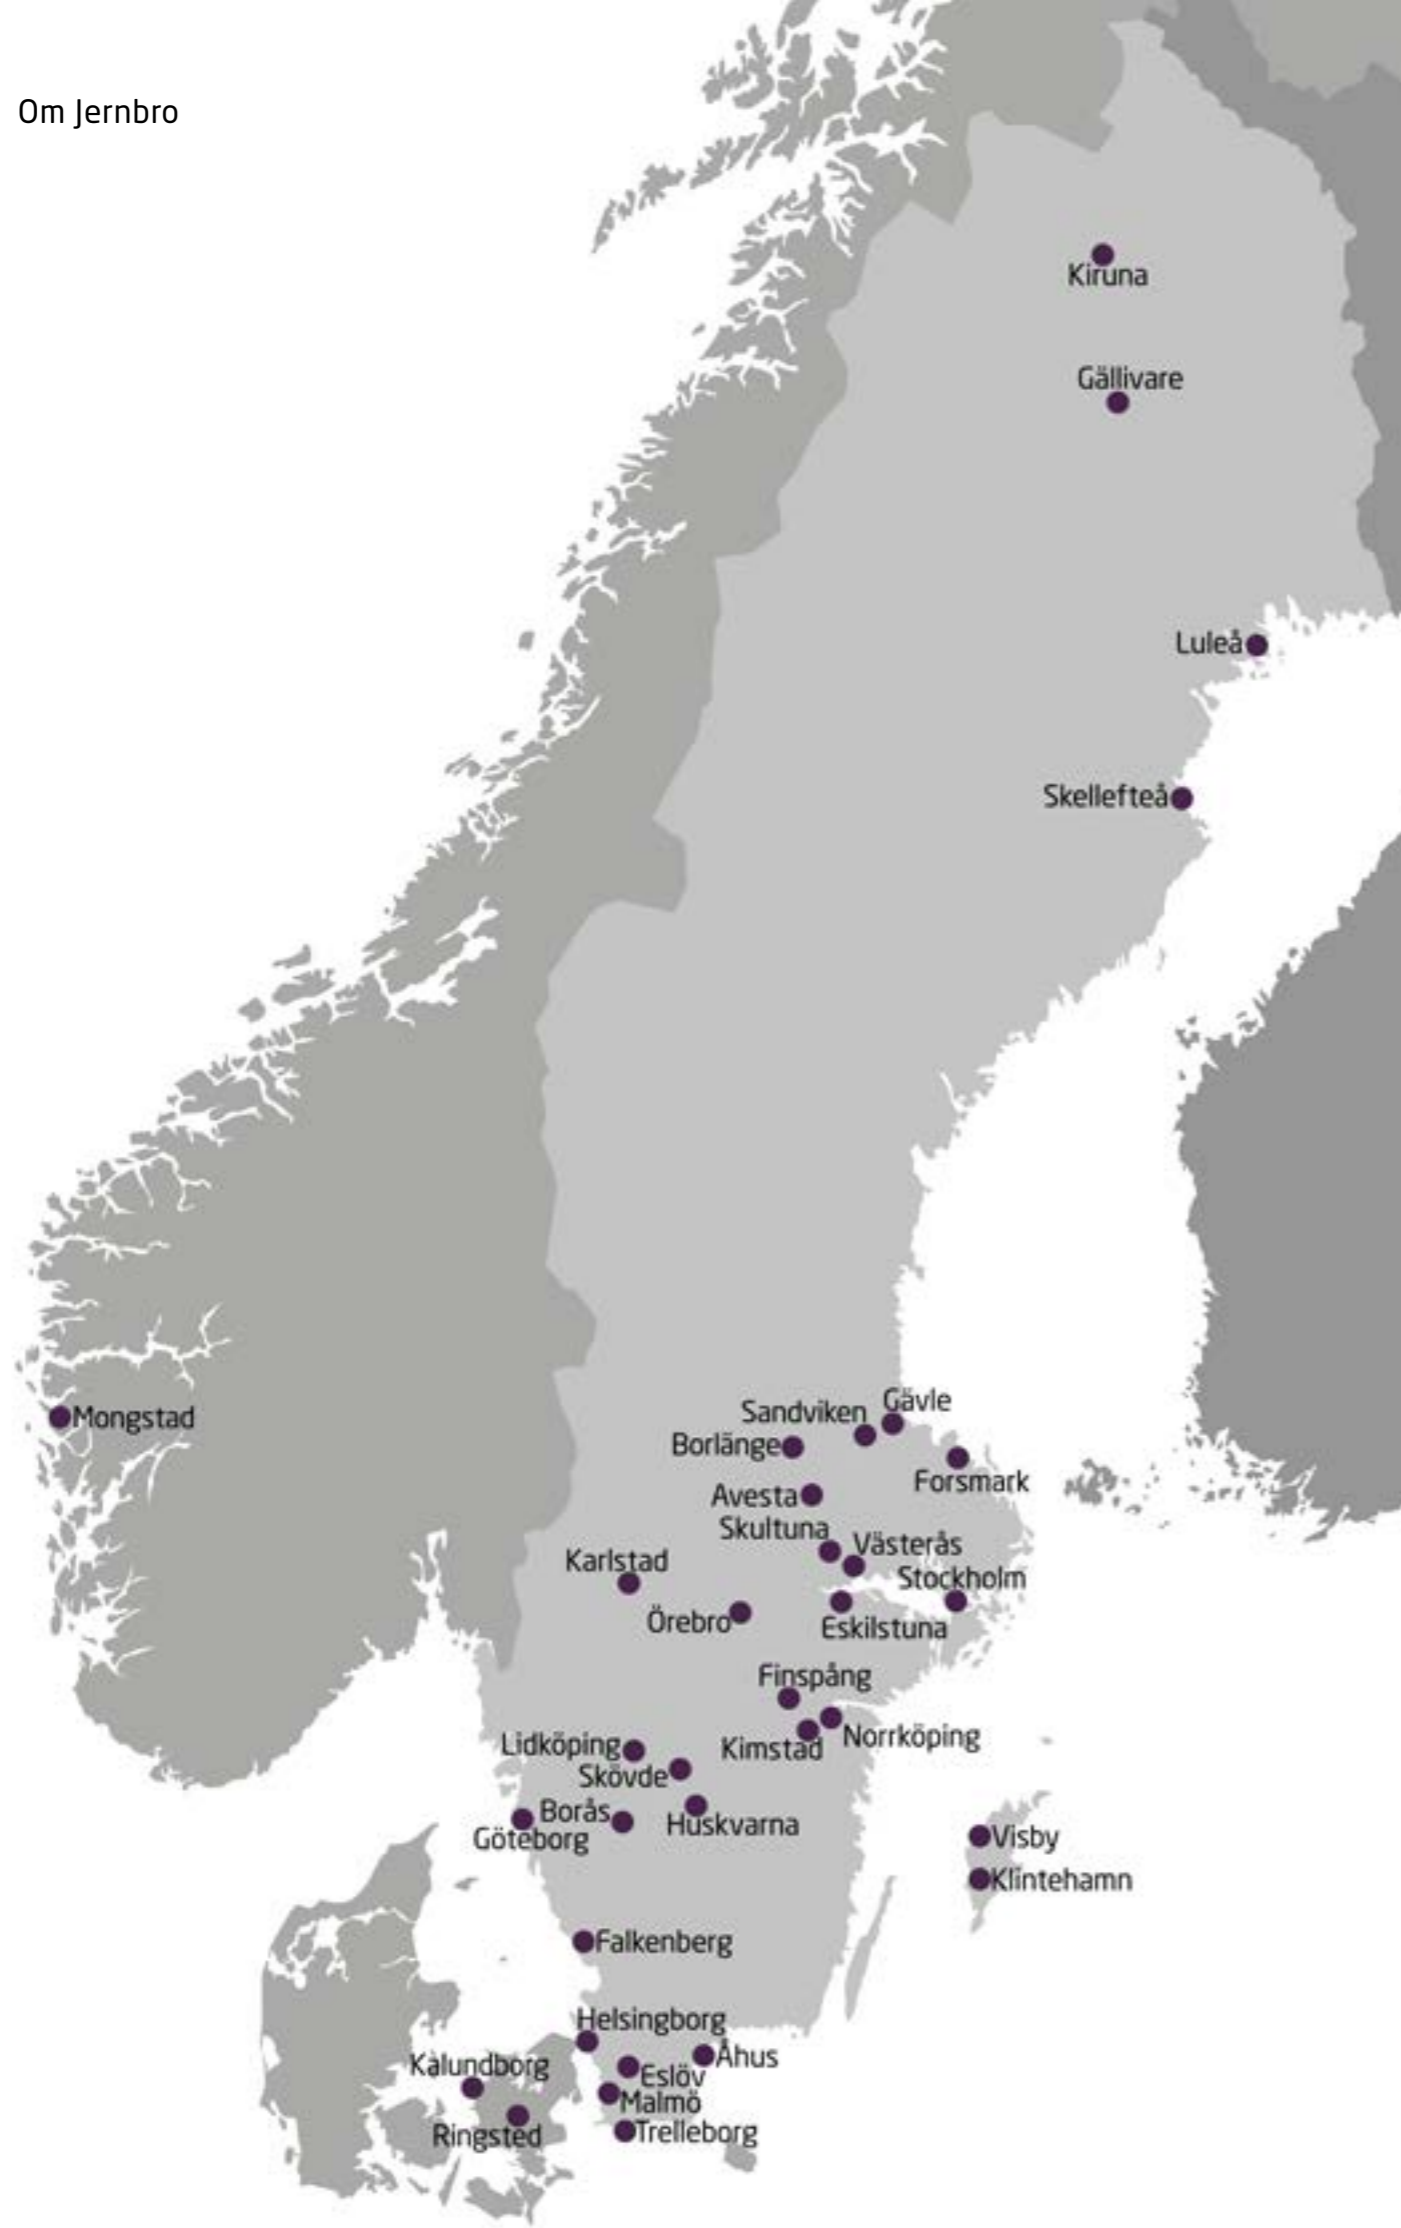 Om Jernbro
Kiruna
Gällivare
Luleå
Skellefteå
Gävle
Sandviken
Mongstad
Borlänge
Forsmark
Avesta
Skultuna
Västerås
Karlstad
Stockholm
Örebro
Eskilstuna
Finspång
Norrköping
Lidköping
Kimstad
Skövde
Borås
Huskvarna
Göteborg
Visby
Klintehamn
Falkenberg
Helsingborg
Åhus
Kalundborg
Eslöv
Malmö
Trelleborg
Ringsted